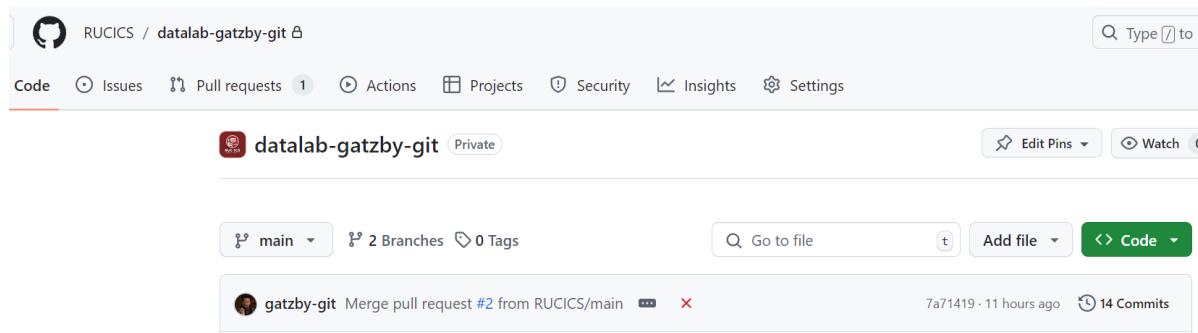 RUCICS / datalab-gatzby-git
Type / to
Code Issues Pull requests 1 Actions Projects Security Insights Settings
datalab-gatzby-git Private Edit Pins Watch
main 2 Branches 0 Tags Go to file t Add file <> Code
gatzby-git Merge pull request #2 from RUCICS/main 7a71419 · 11 hours ago 14 Commits